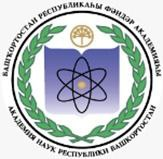 БАШҠОРТОСТАН РЕСПУБЛИКАҺЫ ФӘНДӘР АКАДЕМИЯҺЫ
АКАДЕМИЯ НАУК РЕСПУБЛИКИ БАШКОРТОСТАН